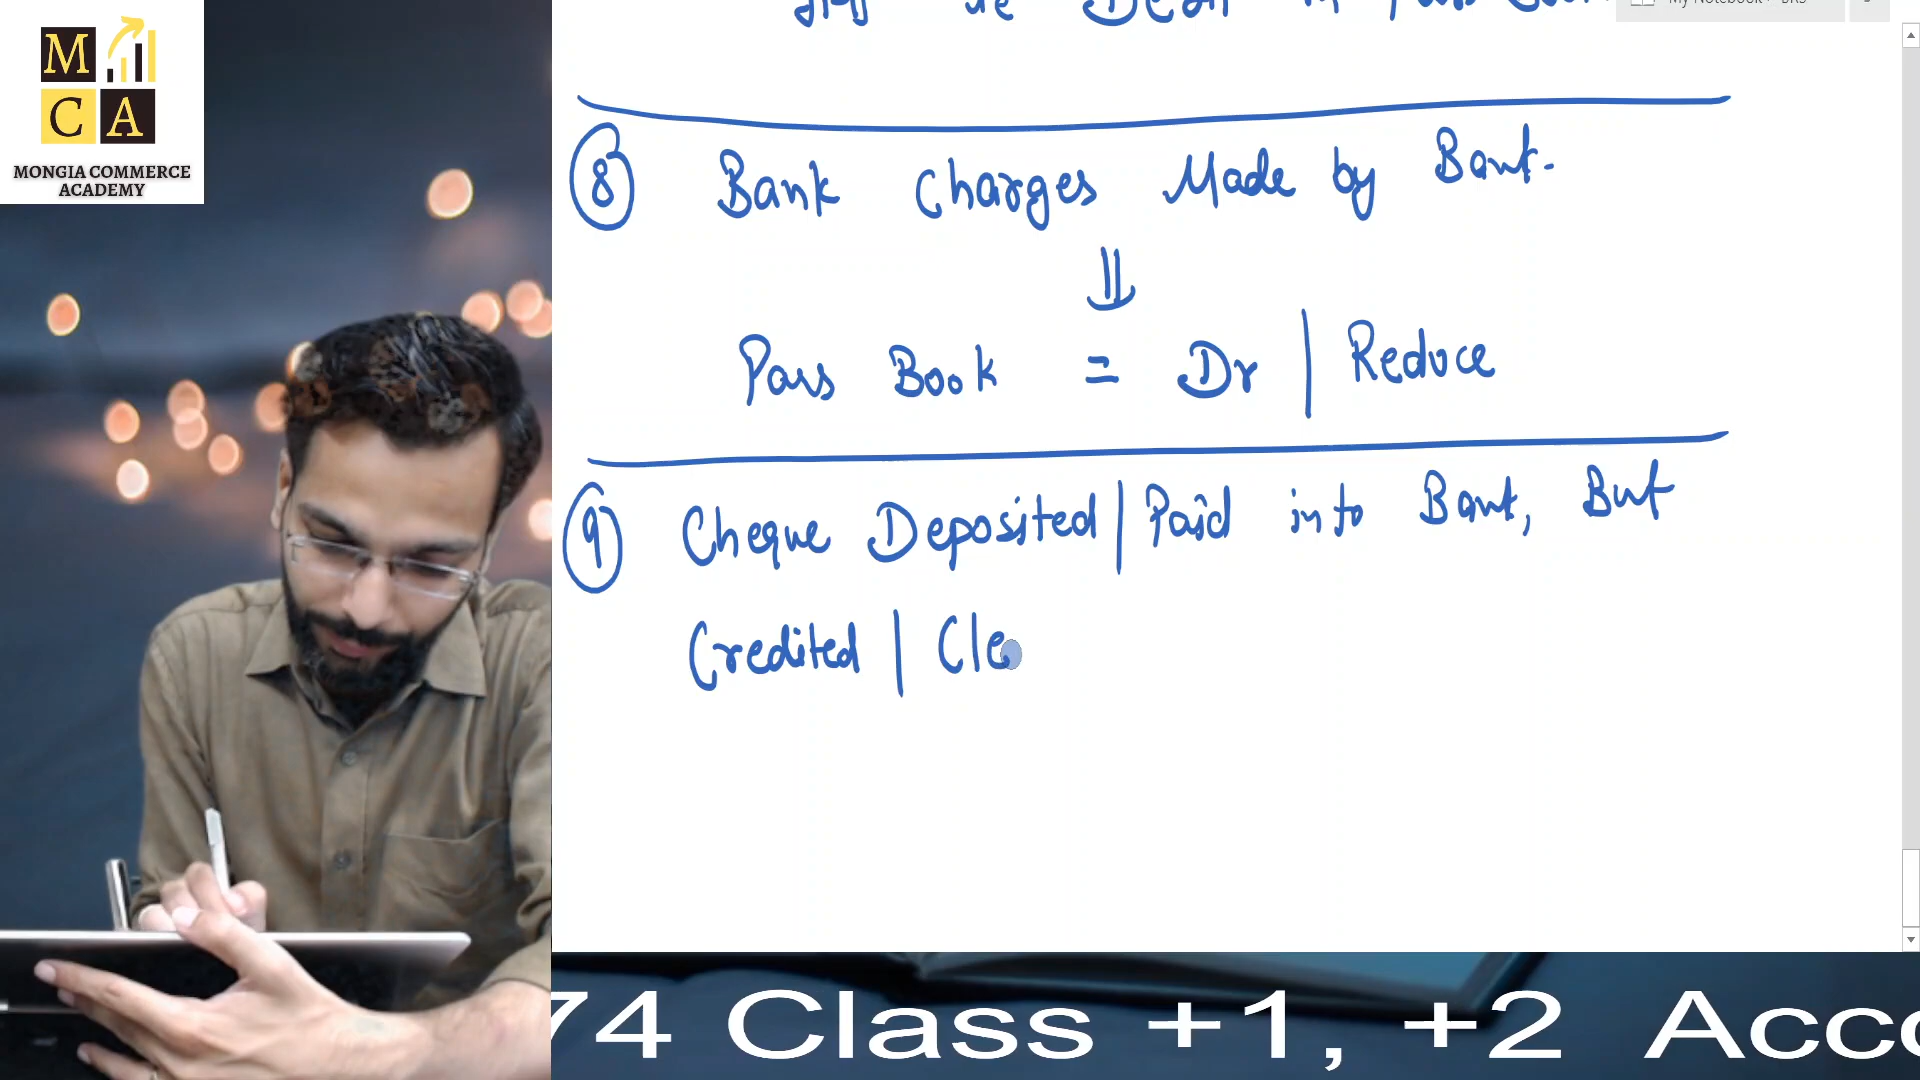 M
C A
MONGIA COMMERCE
ACADEMY
8 Bank Charges Made by Bank.
Pass Book = Dr | Reduce
9 Cheque Deposited | Paid into Bank, But
Credited | Cle
74 Class +1, +2 Acco